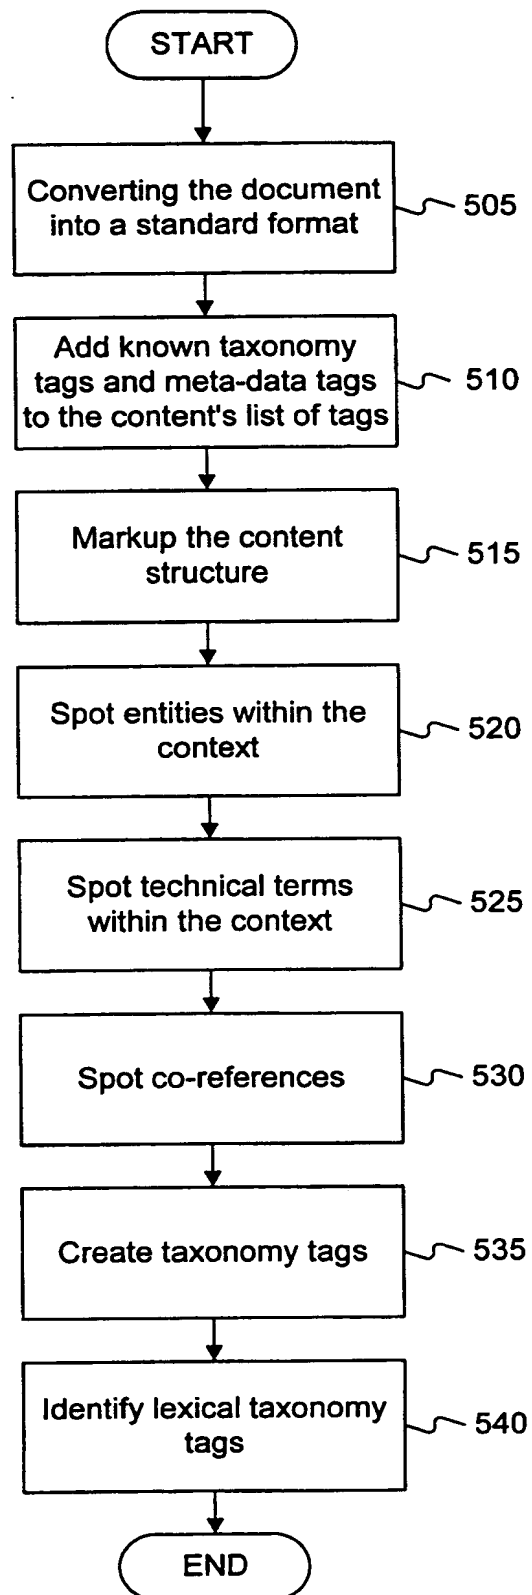 START
Converting the document
into a standard format
505
Add known taxonomy
tags and meta-data tags
to the content's list of tags
510
Markup the content
structure
515
Spot entities within the
context
520
Spot technical terms
within the context
525
Spot co-references
530
Create taxonomy tags
535
Identify lexical taxonomy
tags
540
END